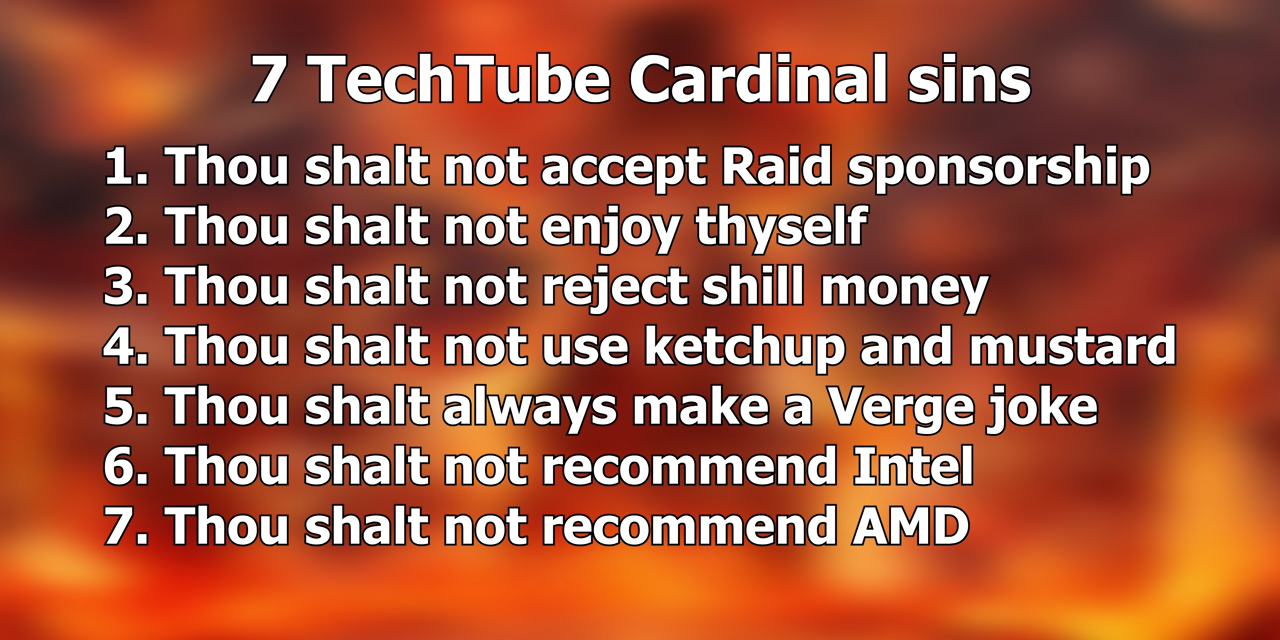 7 TechTube Cardinal sins
1. Thou shalt not accept Raid sponsorship
2. Thou shalt not enjoy thyself
3. Thou shalt not reject shill money
4. Thou shalt not use ketchup and mustard
5. Thou shalt always make a Verge joke
6. Thou shalt not recommend Intel
7. Thou shalt not recommend AMD